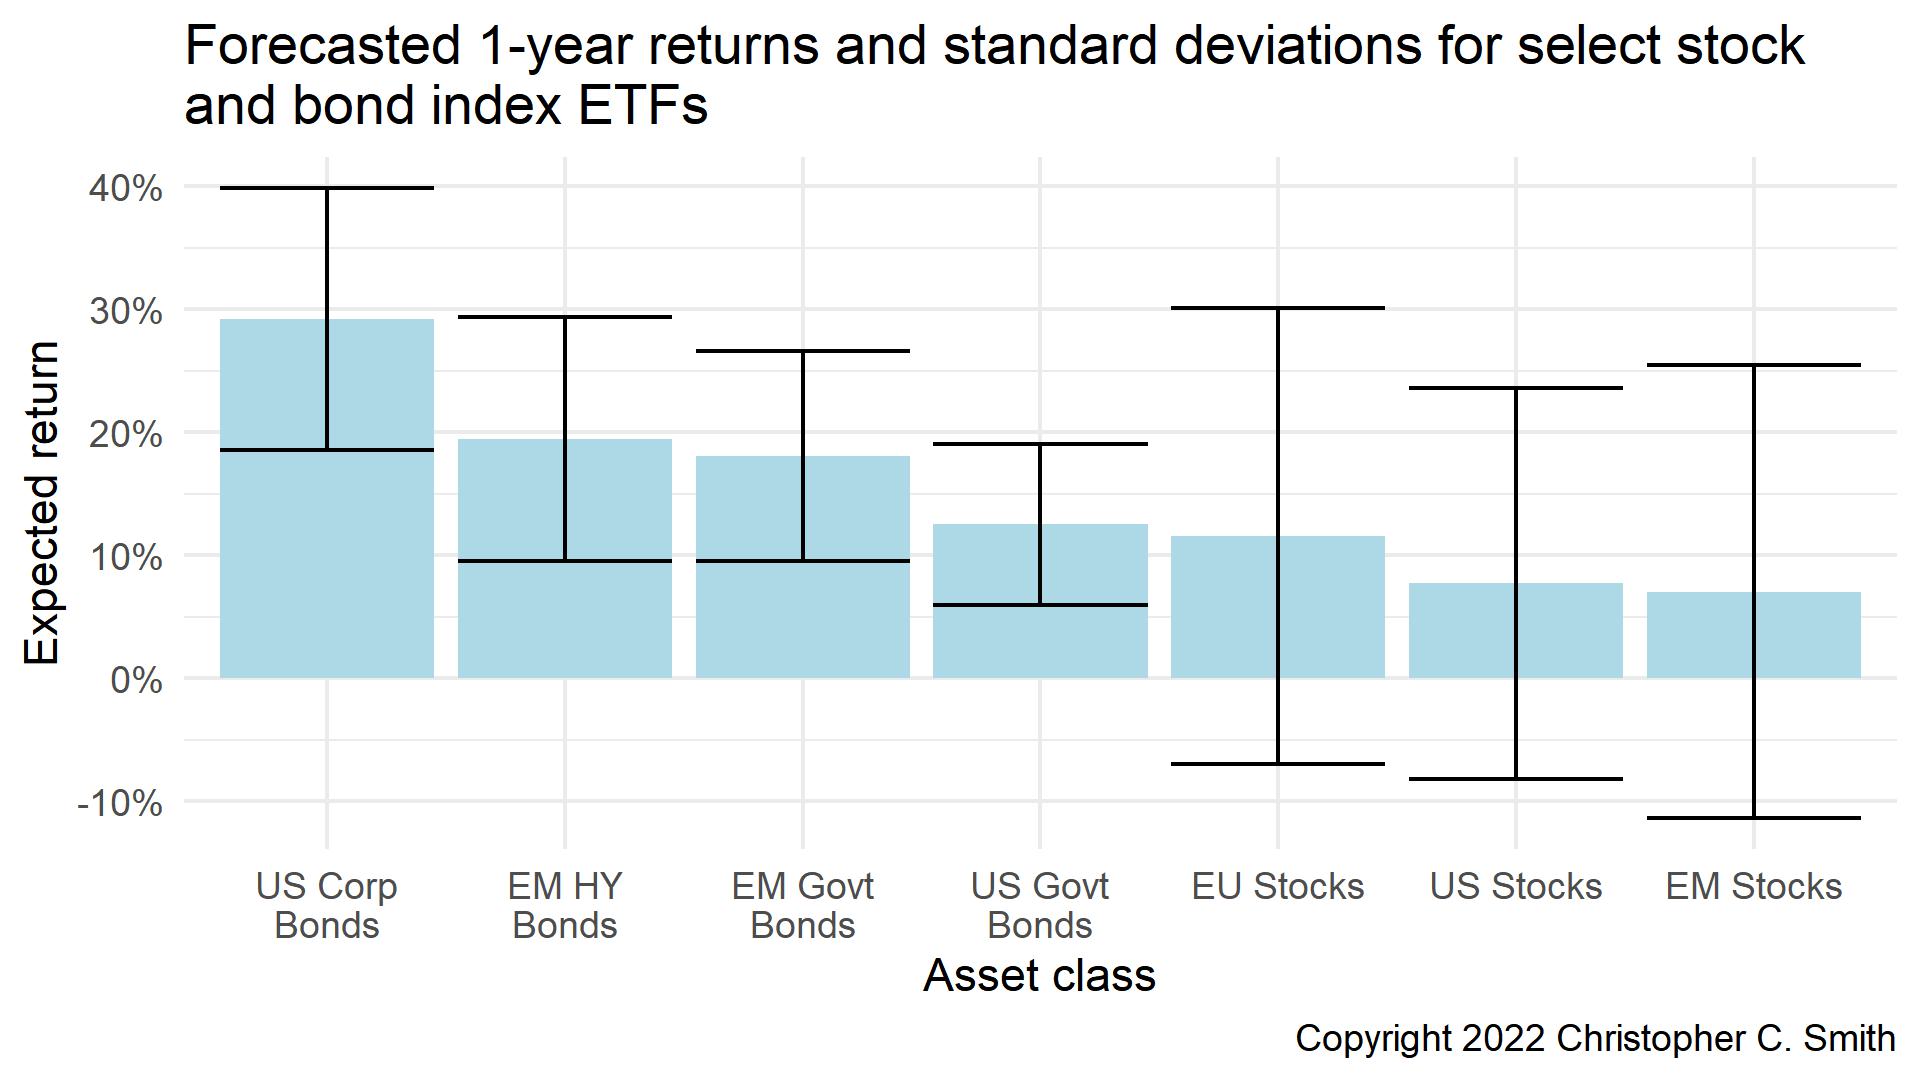 Forecasted 1-year returns and standard deviations for select stock
and bond index ETFs
Expected return
40%
30%
20%
10%
0%
-10%
US Corp
Bonds
EM HY
Bonds
EM Govt
Bonds
US Govt
Bonds
EU Stocks
US Stocks
EM Stocks
Asset class
Copyright 2022 Christopher C. Smith